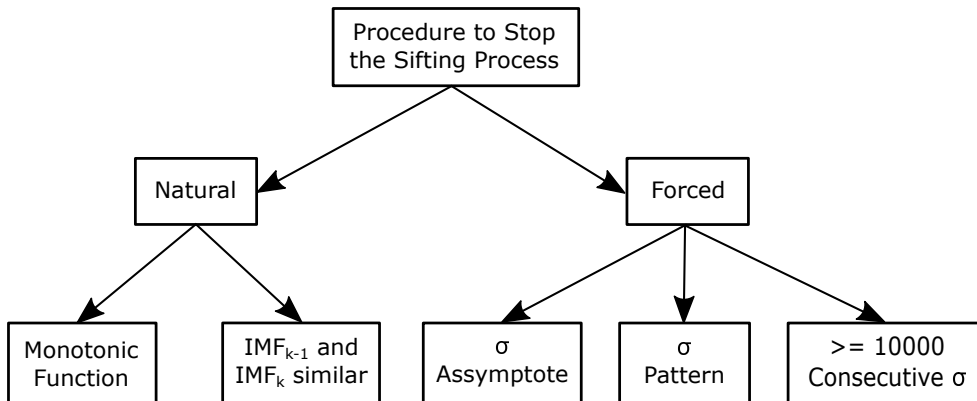 Procedure to Stop
the Sifting Process
Natural
Forced
Monotonic
Function
IMFₖ₋₁ and
IMFₖ similar
σ
Assymptote
σ
Pattern
>= 10000
Consecutive σ